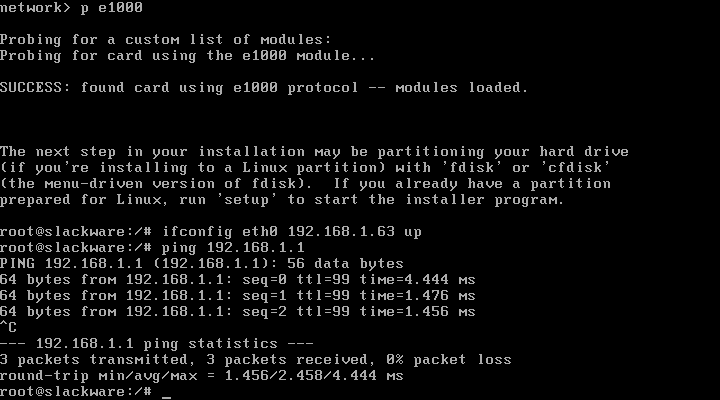 network> p e1000
Probing for a custom list of modules:
Probing for card using the e1000 module...
SUCCESS: found card using e1000 protocol -- modules loaded.
The next step in your installation may be partitioning your hard drive
(if you're installing to a Linux partition) with 'fdisk' or 'cfdisk'
(the menu-driven version of fdisk).  If you already have a partition
prepared for Linux, run 'setup' to start the installer program.
root@slackware:/# ifconfig eth0 192.168.1.63 up
root@slackware:/# ping 192.168.1.1
PING 192.168.1.1 (192.168.1.1): 56 data bytes
64 bytes from 192.168.1.1: seq=0 ttl=99 time=4.444 ms
64 bytes from 192.168.1.1: seq=1 ttl=99 time=1.476 ms
64 bytes from 192.168.1.1: seq=2 ttl=99 time=1.456 ms
^C
--- 192.168.1.1 ping statistics ---
3 packets transmitted, 3 packets received, 0% packet loss
round-trip min/avg/max = 1.456/2.458/4.444 ms
root@slackware:/# _